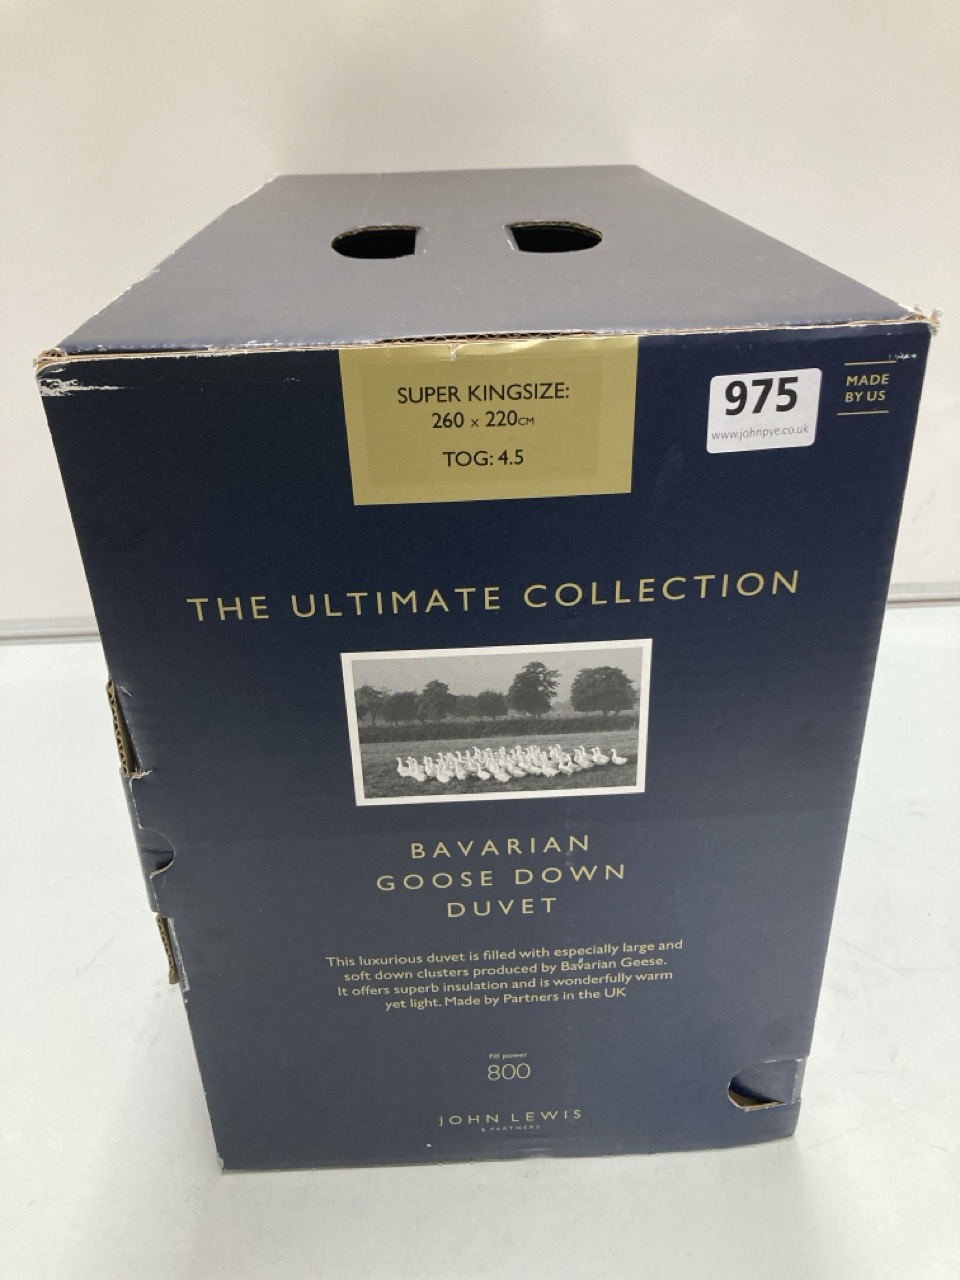 SUPER KINGSIZE:
260 x 220CM
TOG: 4.5
975
www.johnpye.co.uk
MADE
BY US
THE ULTIMATE COLLECTION
BAVARIAN
GOOSE DOWN
DUVET
This luxurious duvet is filled with especially large and
soft down clusters produced by Bavarian Geese.
It offers superb insulation and is wonderfully warm
yet light. Made by Partners in the UK
Fill power
800
JOHN LEWIS
& PARTNERS